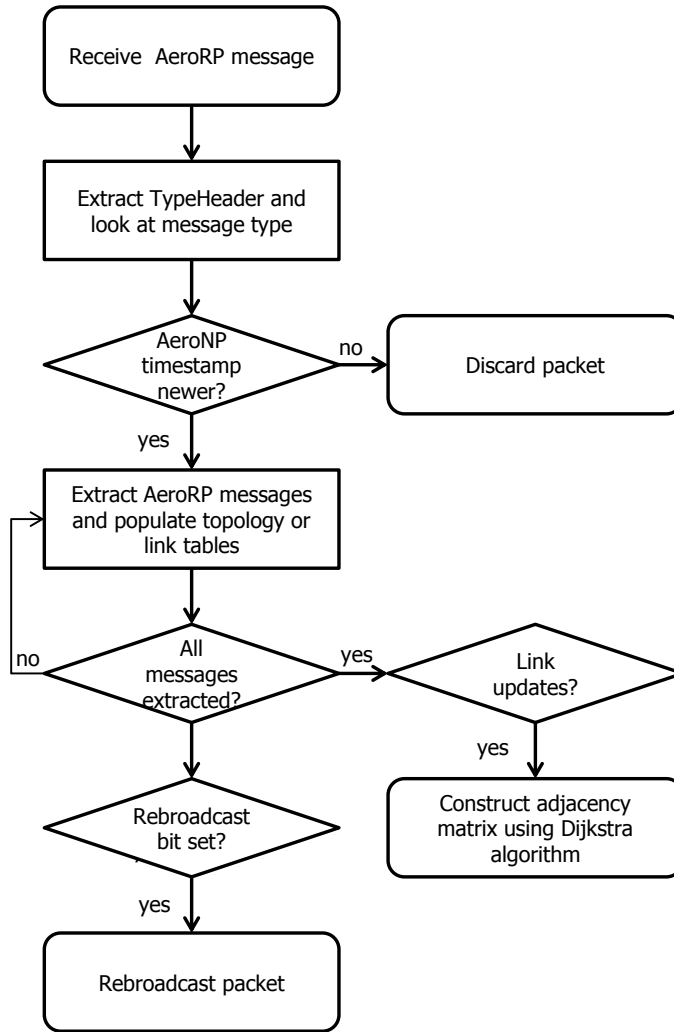 Receive AeroRP message
Extract TypeHeader and
look at message type
AeroNP
timestamp
newer?
no
Discard packet
yes
Extract AeroRP messages
and populate topology or
link tables
no
All
messages
extracted?
yes
Link
updates?
yes
Construct adjacency
matrix using Dijkstra
algorithm
Rebroadcast
bit set?
yes
Rebroadcast packet